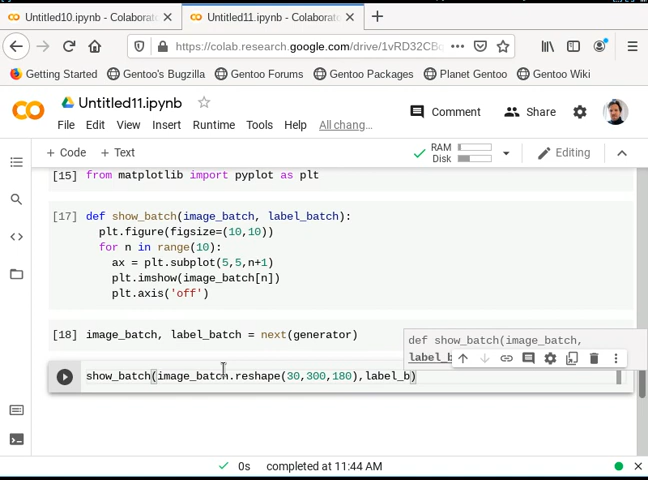 Untitled10.ipynb - Colaborat
Untitled11.ipynb - Colaborat
https://colab.research.google.com/drive/1vRD32CBc
Getting Started
Gentoo's Bugzilla
Gentoo Forums
Gentoo Packages
Planet Gentoo
Gentoo Wiki
CO
Untitled11.ipynb
Comment
Share
File Edit View Insert Runtime Tools Help All chang…
+ Code + Text
RAM
Disk
Editing
[15] from matplotlib import pyplot as plt
[17] def show_batch(image_batch, label_batch):
plt.figure(figsize=(10,10))
for n in range(10):
ax = plt.subplot(5,5,n+1)
plt.imshow(image_batch[n])
plt.axis('off')
[18] image_batch, label_batch = next(generator)
def show_batch(image_batch,
label_b
show_batch(image_batch.reshape(30,300,180),label_b)
0s completed at 11:44 AM